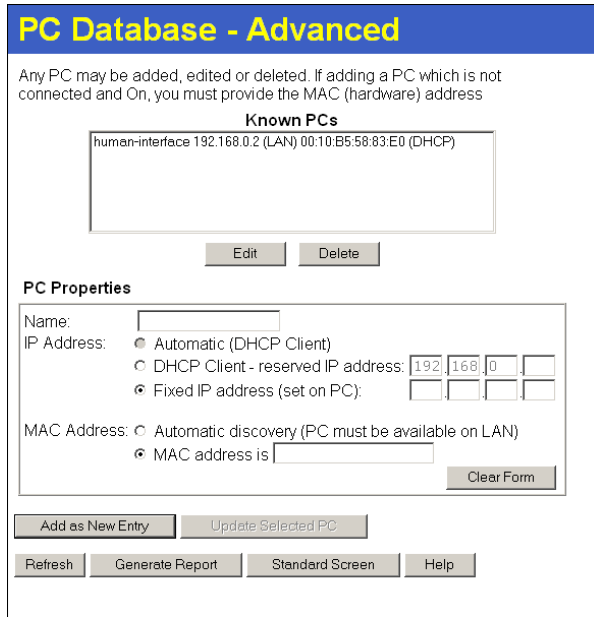 PC Database - Advanced
Any PC may be added, edited or deleted. If adding a PC which is not
connected and On, you must provide the MAC (hardware) address
Known PCs
human-interface 192.168.0.2 (LAN) 00:10:B5:58:83:E0 (DHCP)
Edit Delete
PC Properties
Name:
IP Address: Automatic (DHCP Client)
DHCP Client - reserved IP address: 192 .168 .0 .
Fixed IP address (set on PC): . . .
MAC Address: Automatic discovery (PC must be available on LAN)
MAC address is
Clear Form
Add as New Entry Update Selected PC
Refresh Generate Report Standard Screen Help